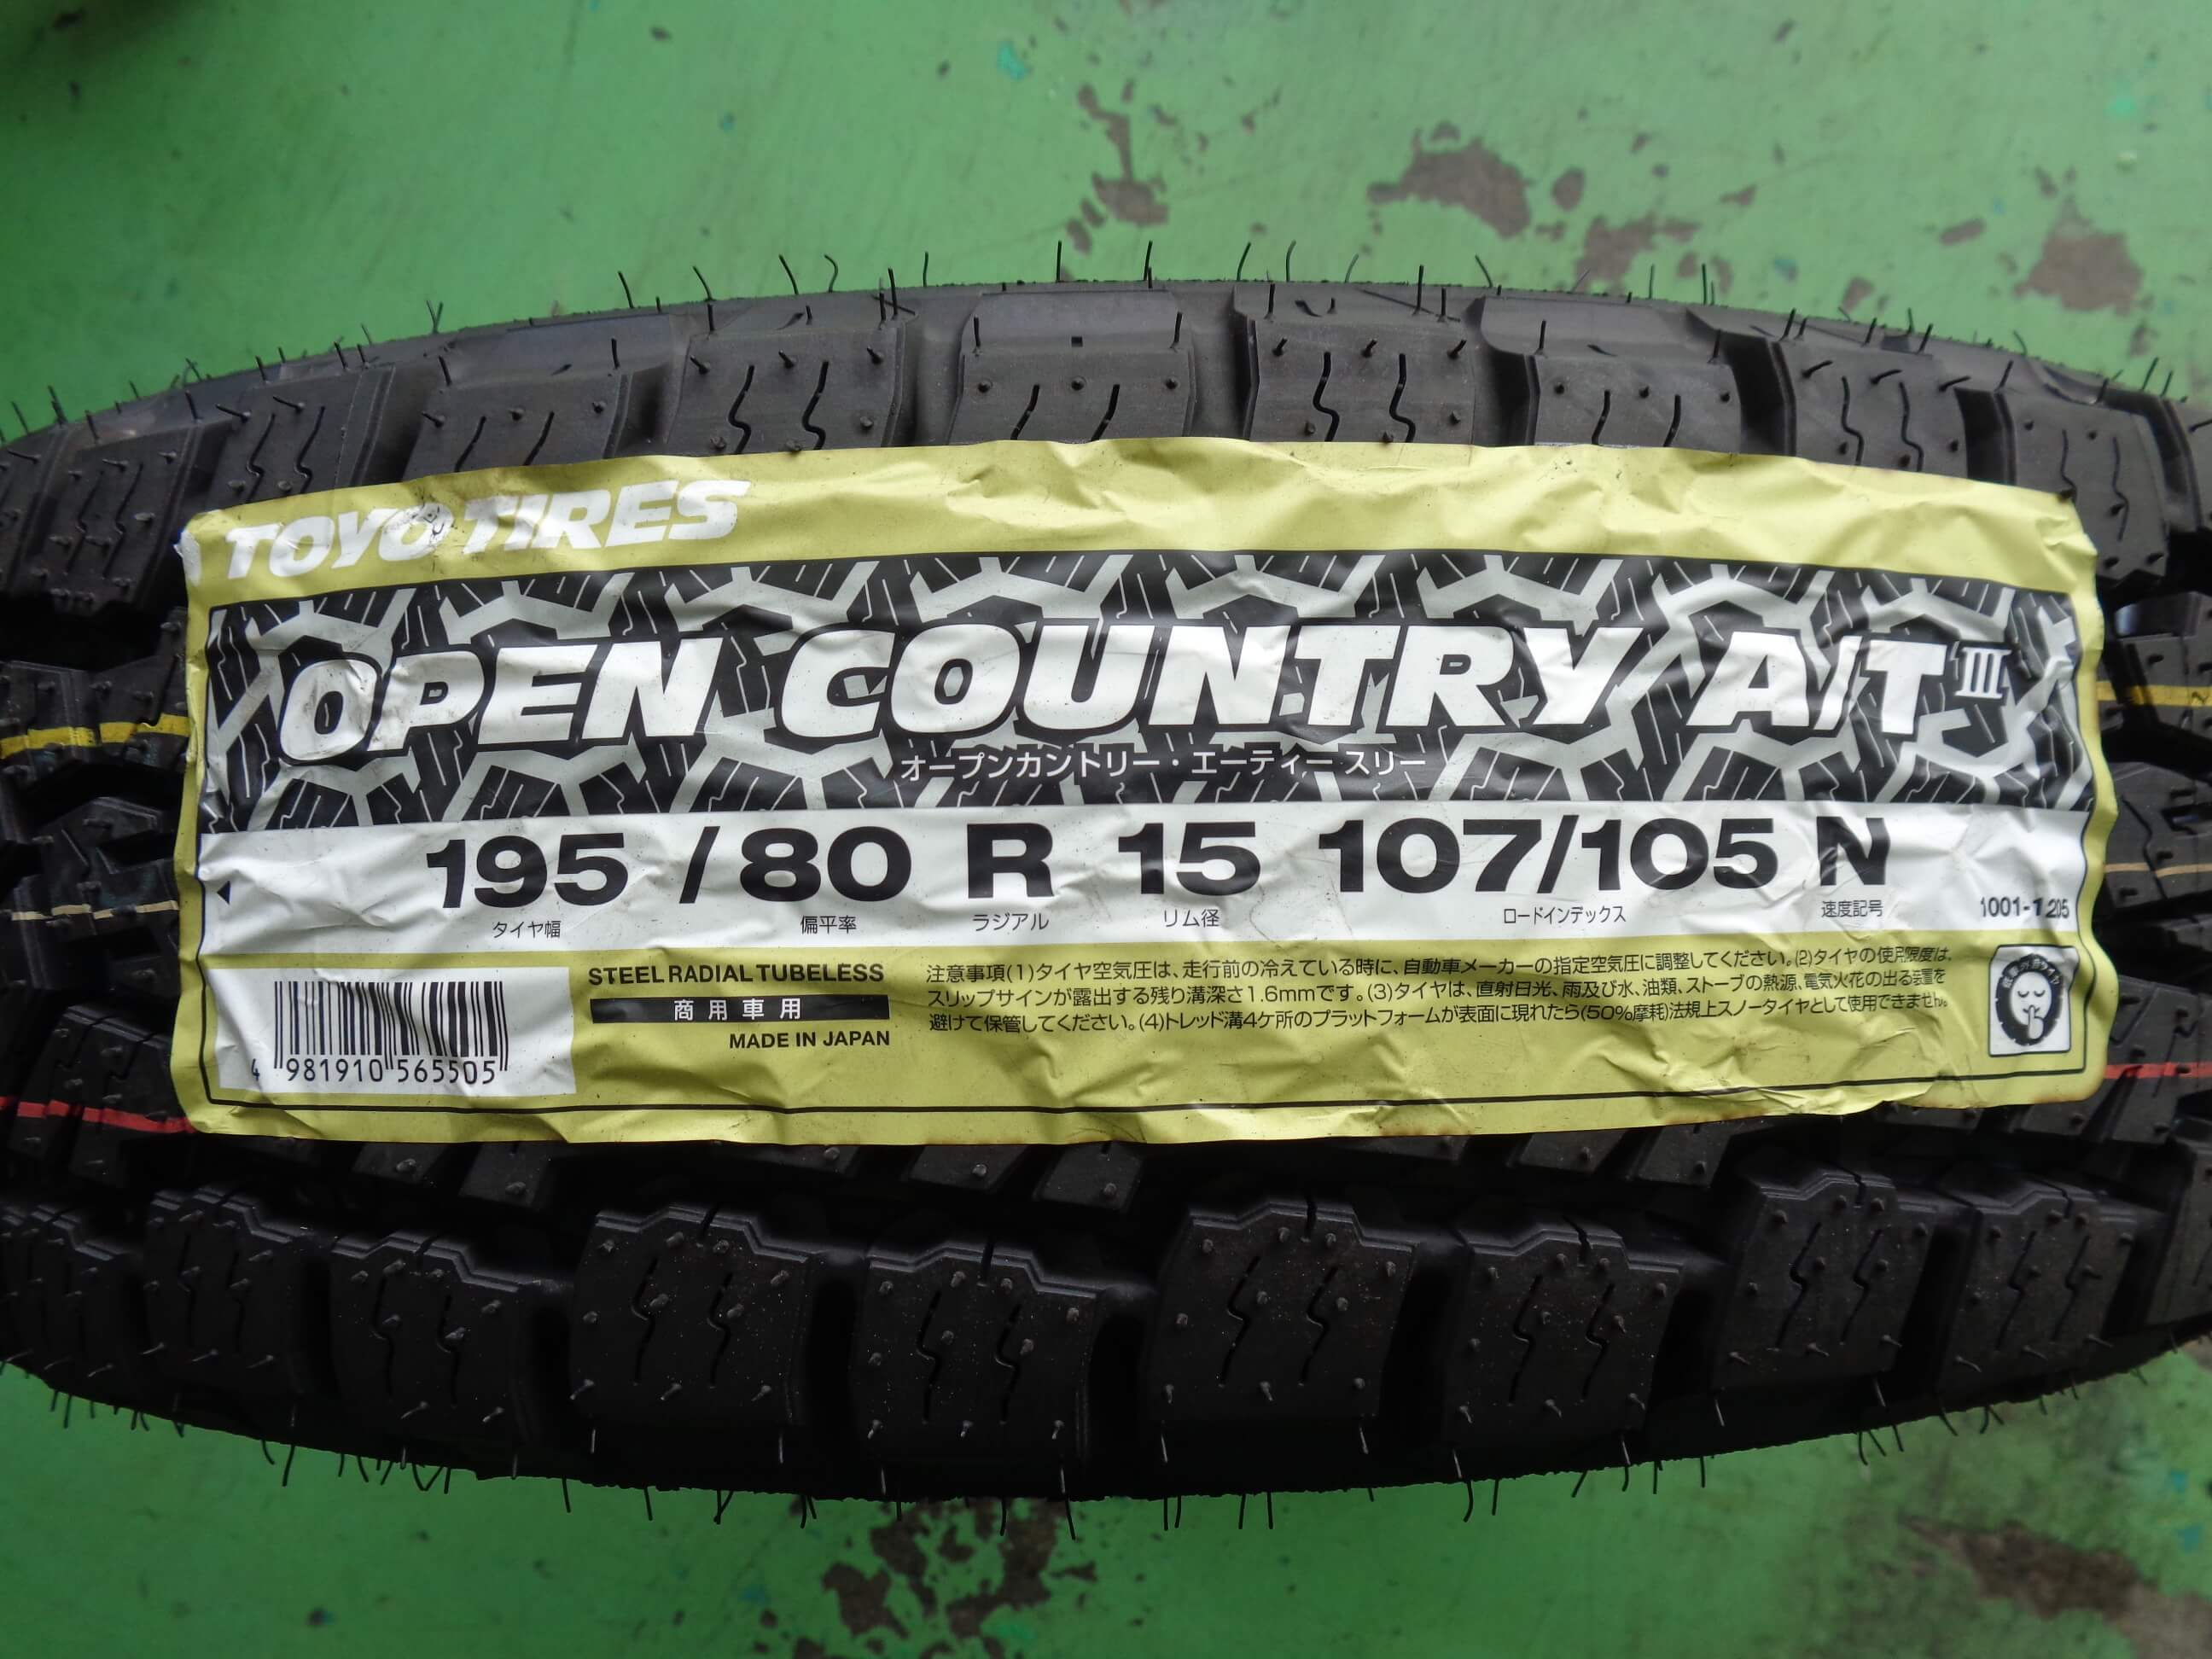 TOYO TIRES
OPEN COUNTRY A/T III
オープンカントリー・エーティー スリー
195 / 80 R 15 107/105 N
タイヤ幅 偏平率 ラジアル リム径 ロードインデックス 速度記号
1001-1205
STEEL RADIAL TUBELESS
商用車用
MADE IN JAPAN
4 981910 565505
注意事項(1)タイヤ空気圧は、走行前の冷えている時に、自動車メーカーの指定空気圧に調整してください。(2)タイヤの使用限度は、
スリップサインが露出する残り溝深さ1.6mmです。(3)タイヤは、直射日光、雨及び水、油類、ストーブの熱源、電気火花の出る装置を
避けて保管してください。(4)トレッド溝4ケ所のプラットフォームが表面に現れたら(50%摩耗)法規上スノータイヤとして使用できません。